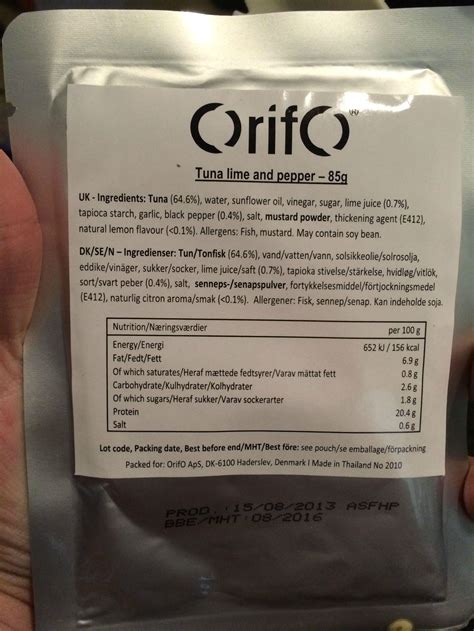 OrifO®
Tuna lime and pepper – 85g
UK - Ingredients: Tuna (64.6%), water, sunflower oil, vinegar, sugar, lime juice (0.7%),
tapioca starch, garlic, black pepper (0.4%), salt, mustard powder, thickening agent (E412),
natural lemon flavour (<0.1%). Allergens: Fish, mustard. May contain soy bean.
DK/SE/N – Ingredienser: Tun/Tonfisk (64.6%), vand/vatten/vann, solsikkeolie/solrosolja,
eddike/vinäger, sukker/socker, lime juice/saft (0.7%), tapioka stivelse/stärkelse, hvidløg/vitlök,
sort/svart peber (0.4%), salt, senneps-/senapspulver, fortykkelsesmiddel/förtjockningsmedel
(E412), naturlig citron aroma/smak (<0.1%). Allergener: Fisk, sennep/senap. Kan indeholde soja.
Nutrition/Næringsværdier per 100 g
Energy/Energi 652 kJ / 156 kcal
Fat/Fedt/Fett 6.9 g
Of which saturates/Heraf mættede fedtsyrer/Varav mättat fett 0.8 g
Carbohydrate/Kulhydrater/Kolhydrater 2.6 g
Of which sugars/Heraf sukker/Varav sockerarter 1.8 g
Protein 20.4 g
Salt 0.6 g
Lot code, Packing date, Best before end/MHT/Best före: see pouch/se emballage/förpackning
Packed for: OrifO ApS, DK-6100 Haderslev, Denmark I Made in Thailand No 2010
PROD. :15/08/2013 ASFHP
BBE/MHT:08/2016